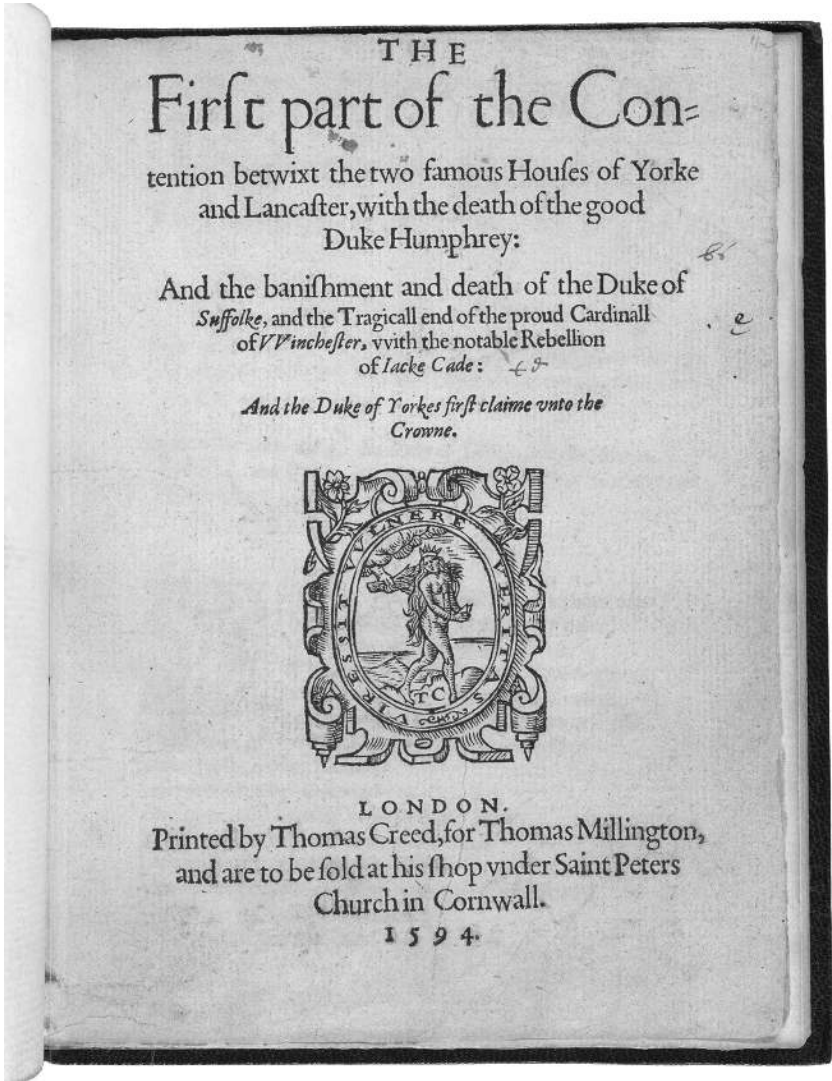 THE
Firſt part of the Con=
tention betwixt the two famous Houſes of Yorke
and Lancaſter, with the death of the good
Duke Humphrey:
And the baniſhment and death of the Duke of
Suffolke, and the Tragicall end of the proud Cardinall
of VVincheſter, vvith the notable Rebellion
of Iacke Cade:
And the Duke of Yorkes firſt claime vnto the
Crowne.
VIRESSIT VVLNERE VERITAS
TC
LONDON.
Printed by Thomas Creed, for Thomas Millington,
and are to be ſold at his ſhop vnder Saint Peters
Church in Cornwall.
1594.